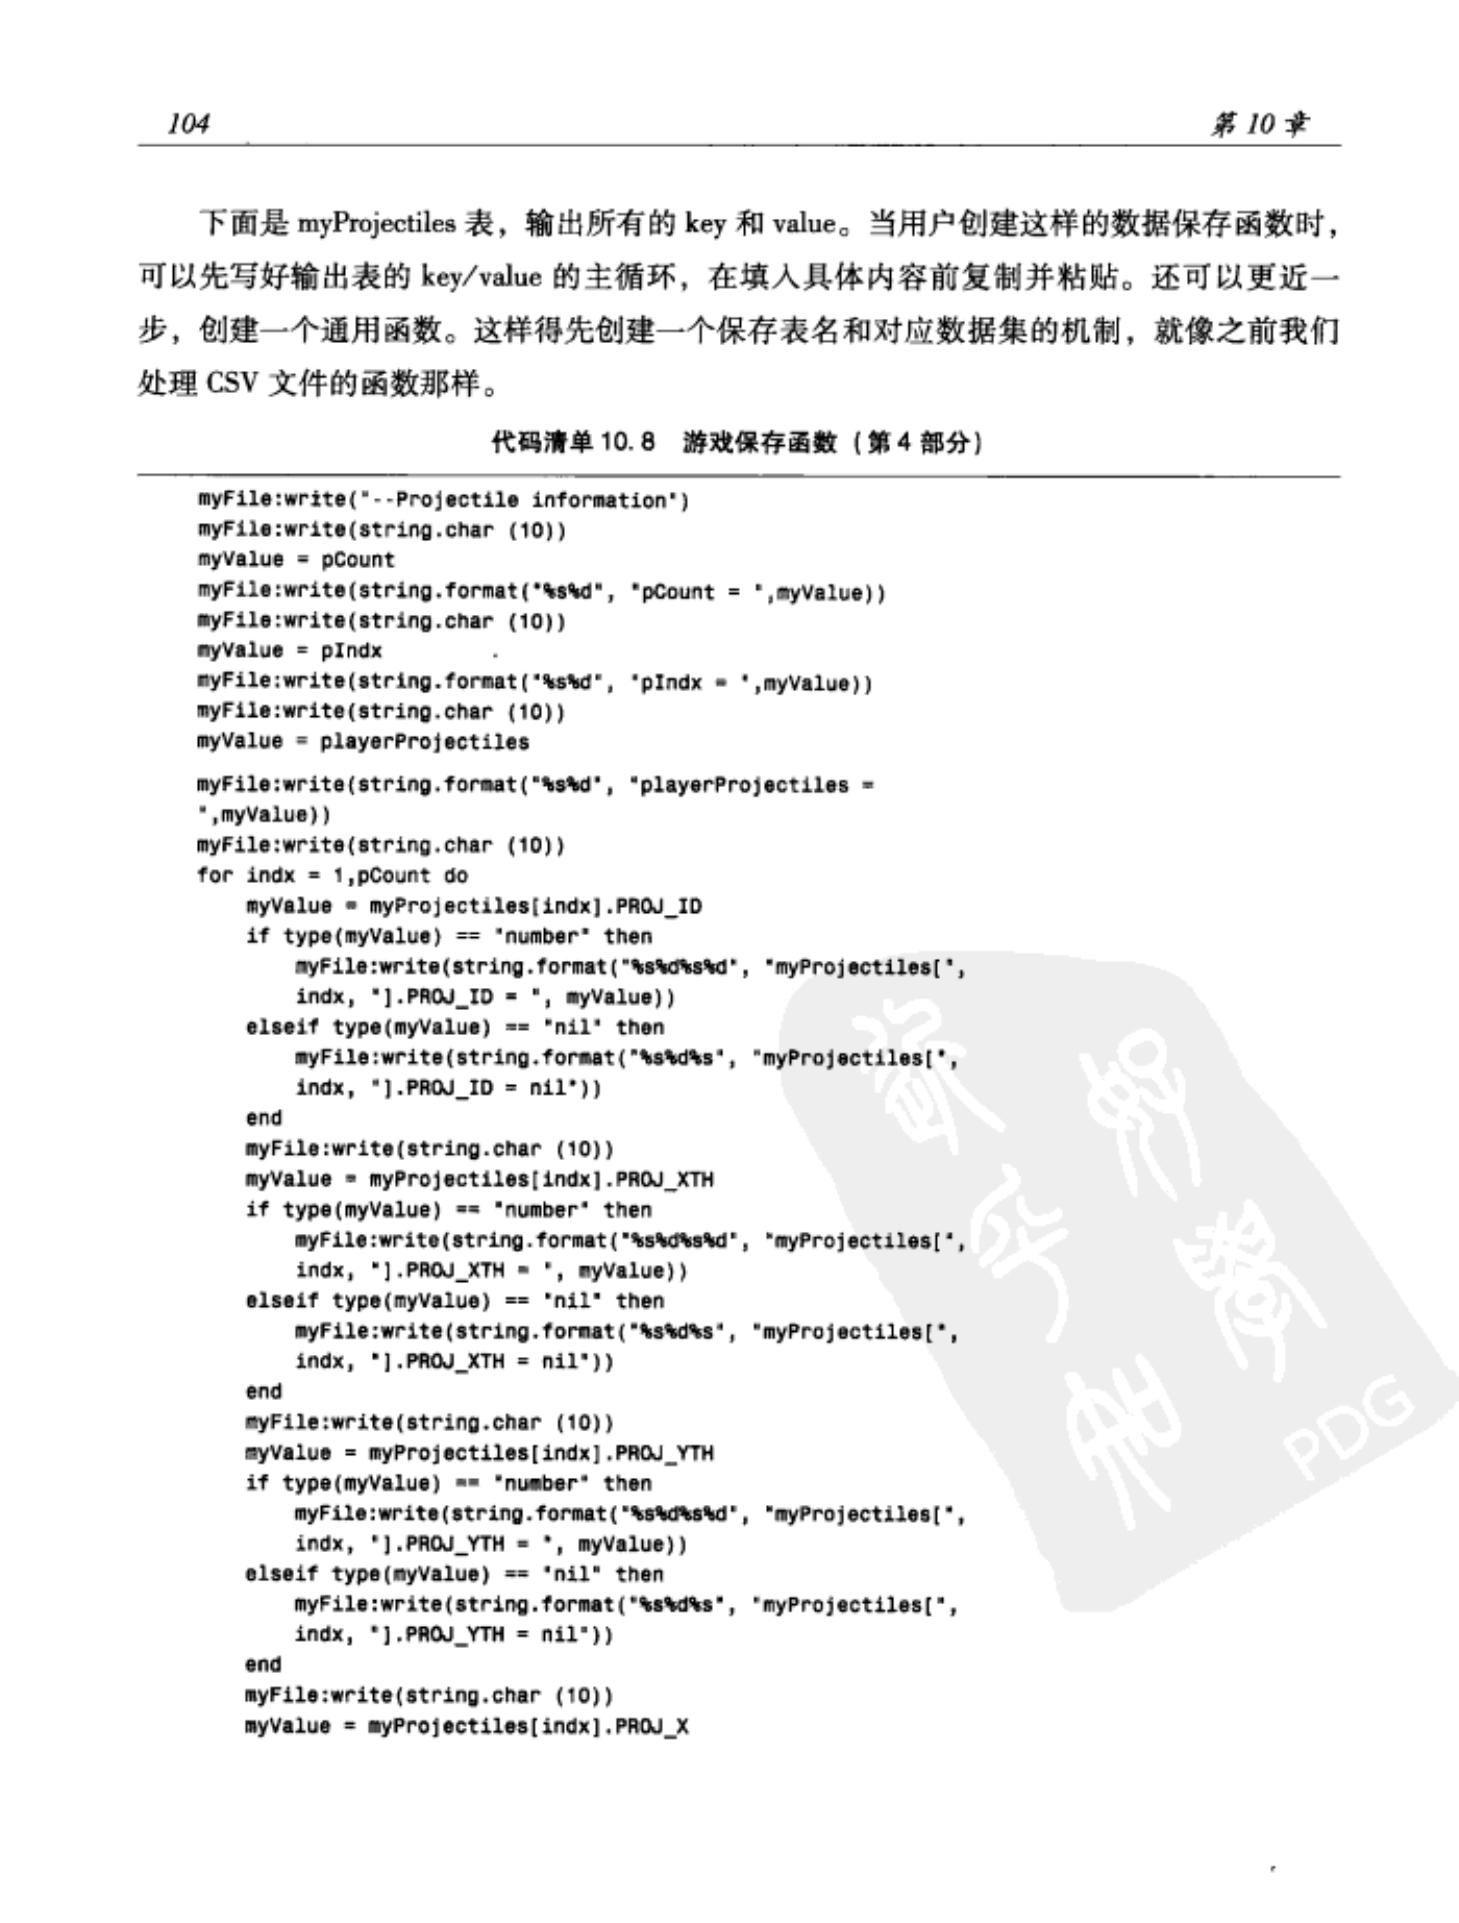 104
第 10 章
下面是 myProjectiles 表，输出所有的 key 和 value。当用户创建这样的数据保存函数时，
可以先写好输出表的 key/value 的主循环，在填入具体内容前复制并粘贴。还可以更近一
步，创建一个通用函数。这样得先创建一个保存表名和对应数据集的机制，就像之前我们
处理 CSV 文件的函数那样。
代码清单 10.8 游戏保存函数（第 4 部分）
myFile:write("--Projectile information")
myFile:write(string.char (10))
myValue = pCount
myFile:write(string.format("%s%d", "pCount = ",myValue))
myFile:write(string.char (10))
myValue = pIndx
myFile:write(string.format("%s%d", "pIndx = ",myValue))
myFile:write(string.char (10))
myValue = playerProjectiles
myFile:write(string.format("%s%d", "playerProjectiles =
",myValue))
myFile:write(string.char (10))
for indx = 1,pCount do
myValue = myProjectiles[indx].PROJ_ID
if type(myValue) == "number" then
myFile:write(string.format("%s%d%s%d", "myProjectiles[",
indx, "].PROJ_ID = ", myValue))
elseif type(myValue) == "nil" then
myFile:write(string.format("%s%d%s", "myProjectiles[",
indx, "].PROJ_ID = nil"))
end
myFile:write(string.char (10))
myValue = myProjectiles[indx].PROJ_XTH
if type(myValue) == "number" then
myFile:write(string.format("%s%d%s%d", "myProjectiles[",
indx, "].PROJ_XTH = ", myValue))
elseif type(myValue) == "nil" then
myFile:write(string.format("%s%d%s", "myProjectiles[",
indx, "].PROJ_XTH = nil"))
end
myFile:write(string.char (10))
myValue = myProjectiles[indx].PROJ_YTH
if type(myValue) == "number" then
myFile:write(string.format("%s%d%s%d", "myProjectiles[",
indx, "].PROJ_YTH = ", myValue))
elseif type(myValue) == "nil" then
myFile:write(string.format("%s%d%s", "myProjectiles[",
indx, "].PROJ_YTH = nil"))
end
myFile:write(string.char (10))
myValue = myProjectiles[indx].PROJ_X
PDG